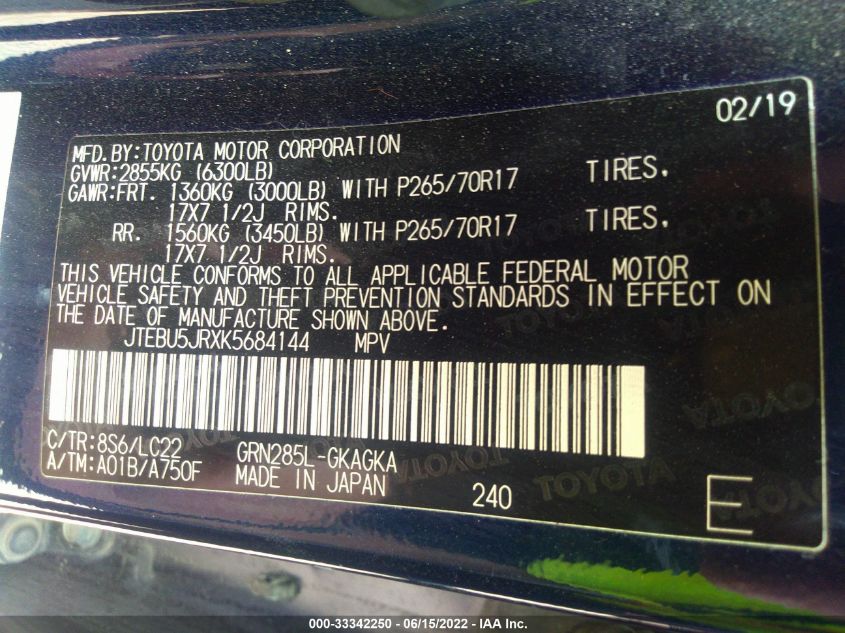 02/19
MFD.BY:TOYOTA MOTOR CORPORATION
GVWR:2855KG (6300LB)
GAWR:FRT. 1360KG (3000LB) WITH P265/70R17 TIRES.
17X7 1/2J RIMS.
RR. 1560KG (3450LB) WITH P265/70R17 TIRES.
17X7 1/2J RIMS.
THIS VEHICLE CONFORMS TO ALL APPLICABLE FEDERAL MOTOR
VEHICLE SAFETY AND THEFT PREVENTION STANDARDS IN EFFECT ON
THE DATE OF MANUFACTURE SHOWN ABOVE.
JTEBU5JRXK5684144 MPV
C/TR:8S6/LC22 GRN285L-GKAGKA
A/TM:A01B/A750F MADE IN JAPAN 240 E
000-33342250 - 06/15/2022 - IAA Inc.